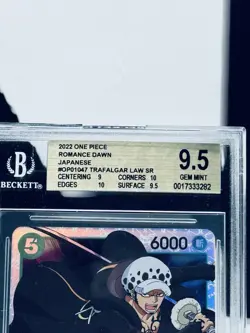 2022 ONE PIECE
ROMANCE DAWN
JAPANESE
#OP01047 TRAFALGAR LAW SR
CENTERING 9 CORNERS 10
EDGES 10 SURFACE 9.5
9.5
GEM MINT
0017333282
B
BECKETT
5
6000